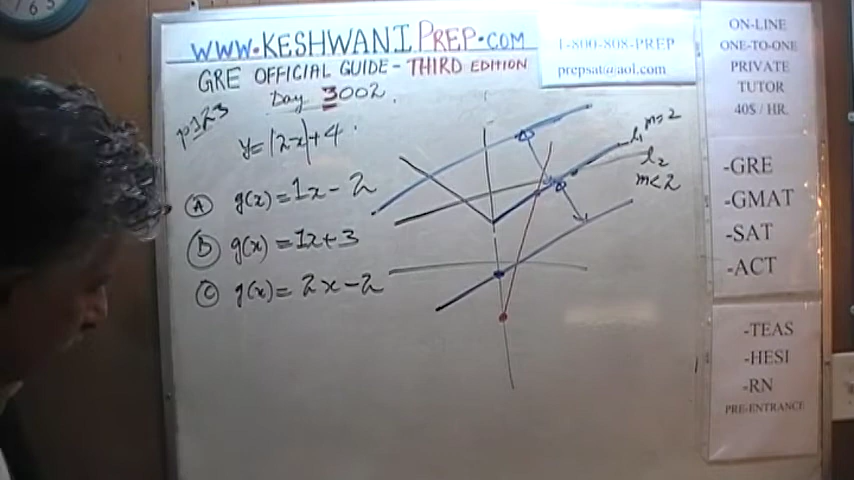 WWW.KESHWANIPREP.COM
GRE OFFICIAL GUIDE - THIRD EDITION
Day 3002.
p123
y = |2x| + 4.
A g(x) = 1x - 2
B g(x) = 1x + 3
C g(x) = 2x - 2
l1 m=2
l2
m<2
1-800-808-PREP
prepsat@aol.com
ON-LINE
ONE-TO-ONE
PRIVATE
TUTOR
40$ / HR.
-GRE
-GMAT
-SAT
-ACT
-TEAS
-HESI
-RN
PRE-ENTRANCE